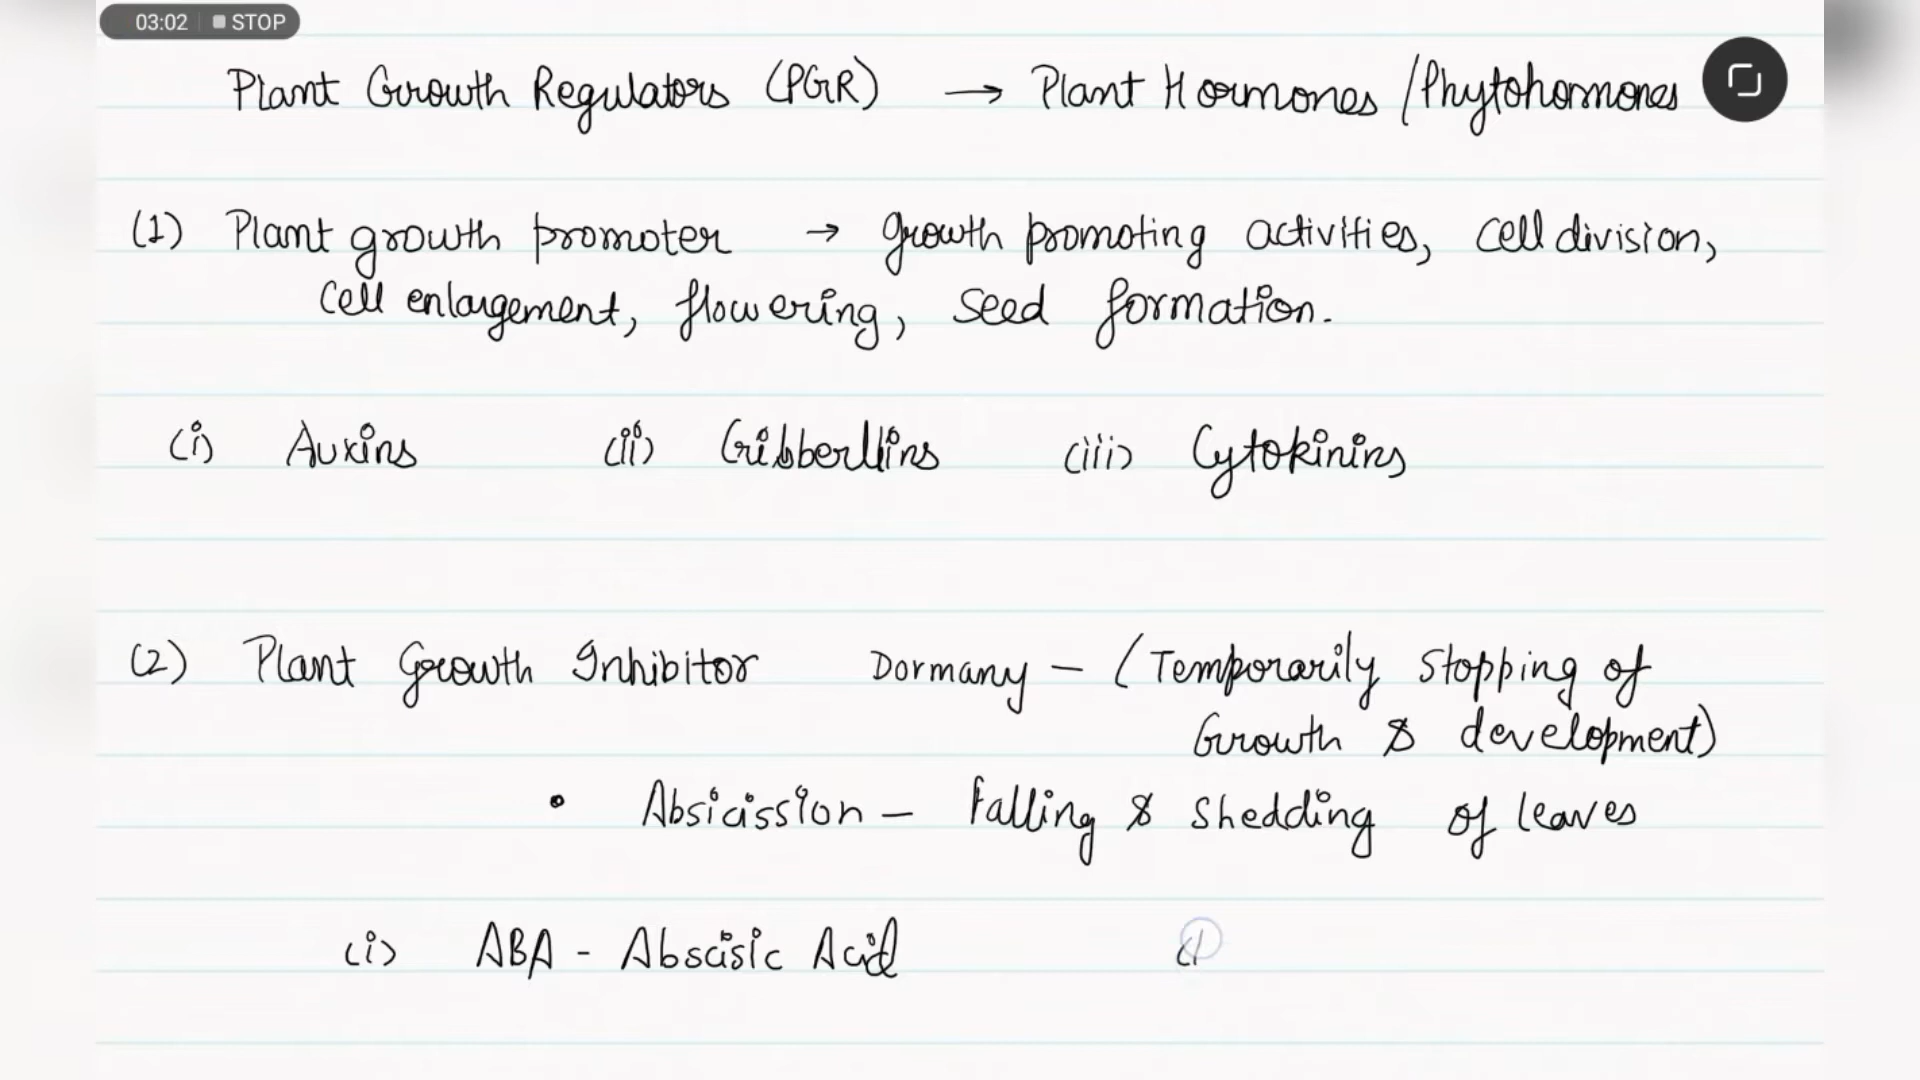 03:02 STOP
Plant Growth Regulators (PGR) → Plant Hormones /Phytohormones
(1) Plant growth promoter → growth promoting activities, cell division,
Cell enlargement, flowering, seed formation.
(i) Auxins (ii) Gibberllins (iii) Cytokinins
(2) Plant Growth Inhibitor Dormany - (Temporarily stopping of
Growth & development)
• Absicission - Falling & shedding of leaves
(i) ABA - Abscisic Acid (i